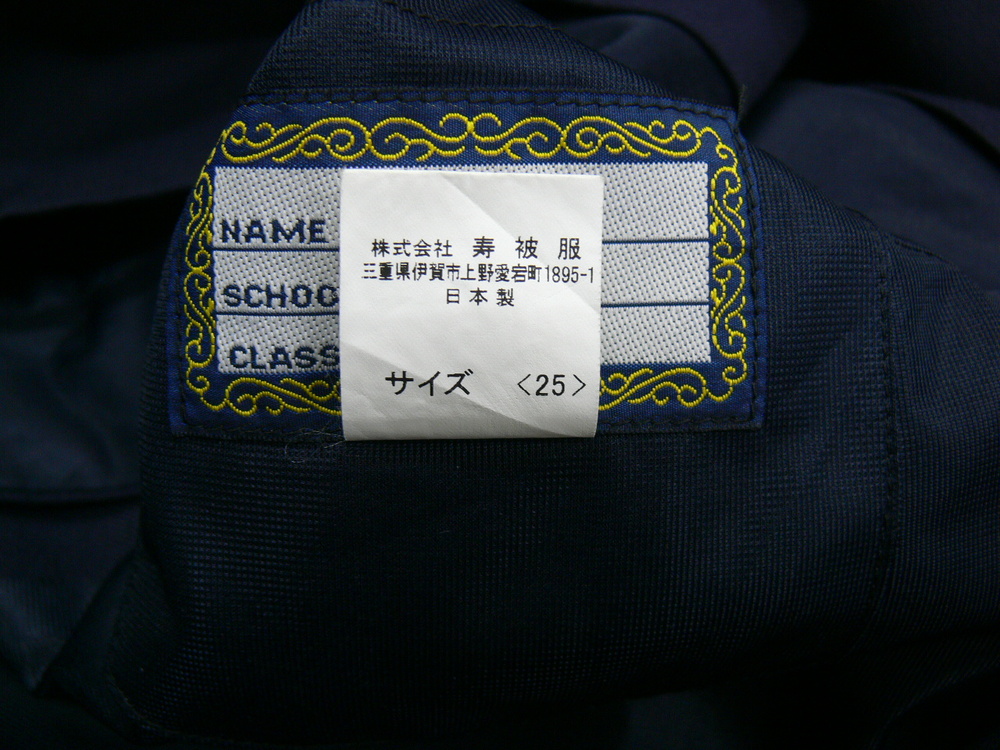 NAME
株式会社 寿 被 服
三重県伊賀市上野愛宕町1895-1
SCHOO
日本製
CLASS
サイズ <25>